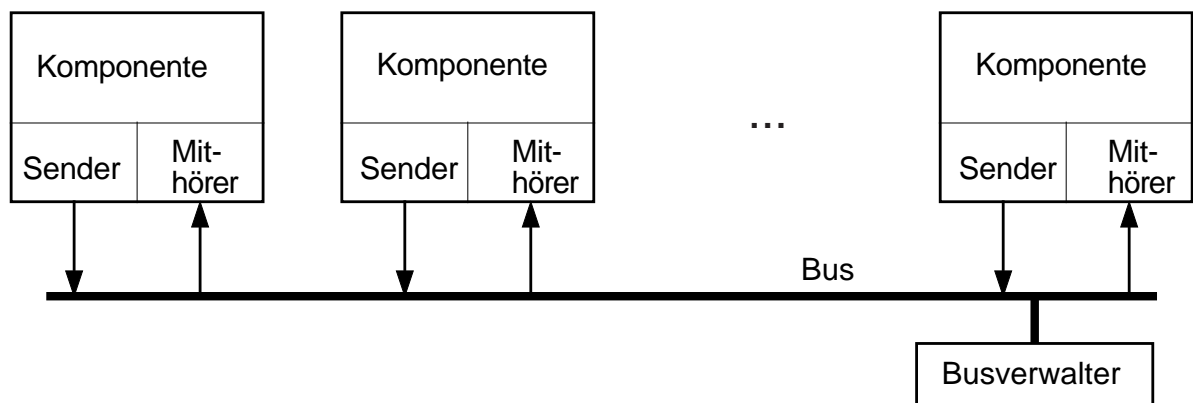 Komponente
Sender
Mit-
hörer
Komponente
Sender
Mit-
hörer
...
Komponente
Sender
Mit-
hörer
Bus
Busverwalter